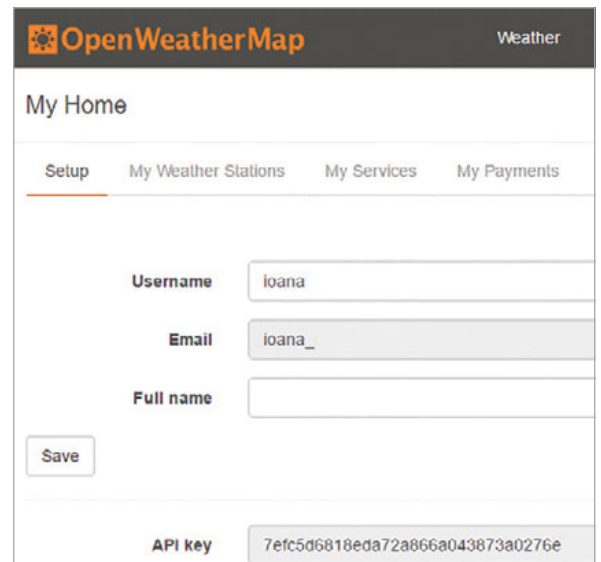 OpenWeatherMap Weather
My Home
Setup My Weather Stations My Services My Payments
Username ioana
Email ioana_
Full name
Save
API key 7efc5d6818eda72a866a043873a0276e